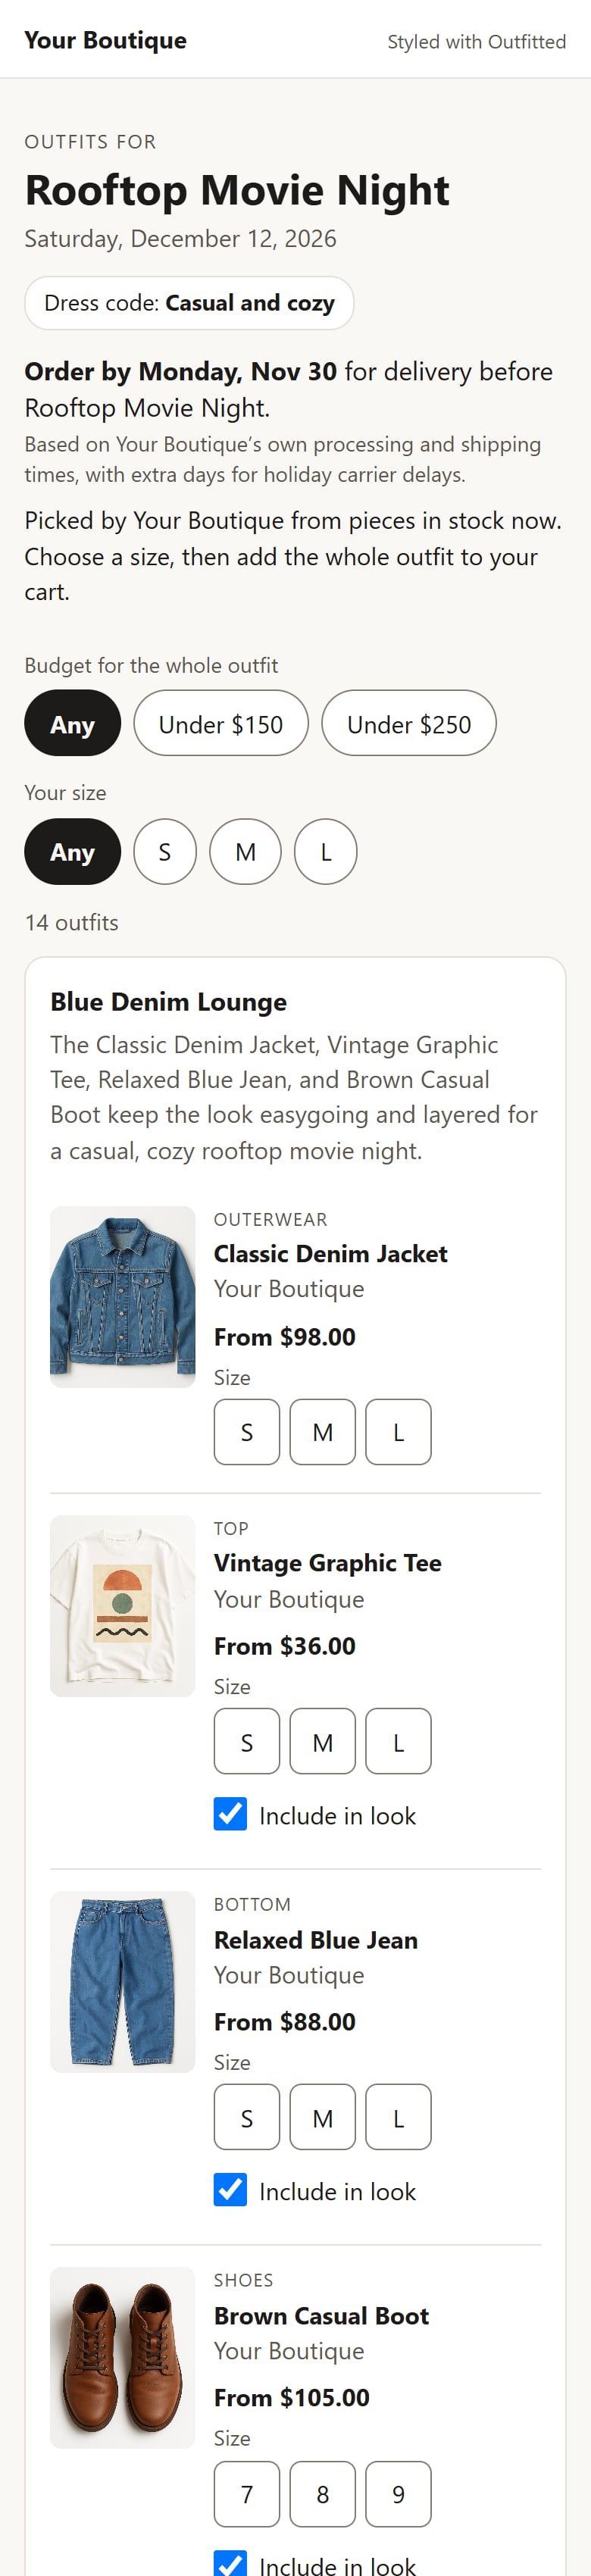 Your Boutique
Styled with Outfitted
OUTFITS FOR
Rooftop Movie Night
Saturday, December 12, 2026
Dress code: Casual and cozy
Order by Monday, Nov 30 for delivery before
Rooftop Movie Night.
Based on Your Boutique’s own processing and shipping
times, with extra days for holiday carrier delays.
Picked by Your Boutique from pieces in stock now.
Choose a size, then add the whole outfit to your
cart.
Budget for the whole outfit
Any
Under $150
Under $250
Your size
Any
S
M
L
14 outfits
Blue Denim Lounge
The Classic Denim Jacket, Vintage Graphic
Tee, Relaxed Blue Jean, and Brown Casual
Boot keep the look easygoing and layered for
a casual, cozy rooftop movie night.
OUTERWEAR
Classic Denim Jacket
Your Boutique
From $98.00
Size
S
M
L
TOP
Vintage Graphic Tee
Your Boutique
From $36.00
Size
S
M
L
Include in look
BOTTOM
Relaxed Blue Jean
Your Boutique
From $88.00
Size
S
M
L
Include in look
SHOES
Brown Casual Boot
Your Boutique
From $105.00
Size
7
8
9
Include in look